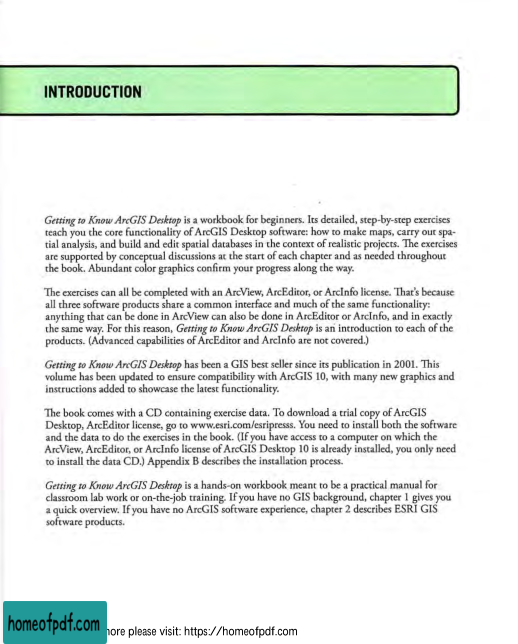 INTRODUCTION
Getting to Know ArcGIS Desktop is a workbook for beginners. Its detailed, step-by-step exercises
teach you the core functionality of ArcGIS Desktop software: how to make maps, carry out spa-
tial analysis, and build and edit spatial databases in the context of realistic projects. The exercises
are supported by conceptual discussions at the start of each chapter and as needed throughout
the book. Abundant color graphics confirm your progress along the way.
The exercises can all be completed with an ArcView, ArcEditor, or ArcInfo license. That's because
all three software products share a common interface and much of the same functionality:
anything that can be done in ArcView can also be done in ArcEditor or ArcInfo, and in exactly
the same way. For this reason, Getting to Know ArcGIS Desktop is an introduction to each of the
products. (Advanced capabilities of ArcEditor and ArcInfo are not covered.)
Getting to Know ArcGIS Desktop has been a GIS best seller since its publication in 2001. This
volume has been updated to ensure compatibility with ArcGIS 10, with many new graphics and
instructions added to showcase the latest functionality.
The book comes with a CD containing exercise data. To download a trial copy of ArcGIS
Desktop, ArcEditor license, go to www.esri.com/esripresss. You need to install both the software
and the data to do the exercises in the book. (If you have access to a computer on which the
ArcView, ArcEditor, or ArcInfo license of ArcGIS Desktop 10 is already installed, you only need
to install the data CD.) Appendix B describes the installation process.
Getting to Know ArcGIS Desktop is a hands-on workbook meant to be a practical manual for
classroom lab work or on-the-job training. If you have no GIS background, chapter 1 gives you
a quick overview. If you have no ArcGIS software experience, chapter 2 describes ESRI GIS
software products.
homeofpdf.com
please visit: https://homeofpdf.com